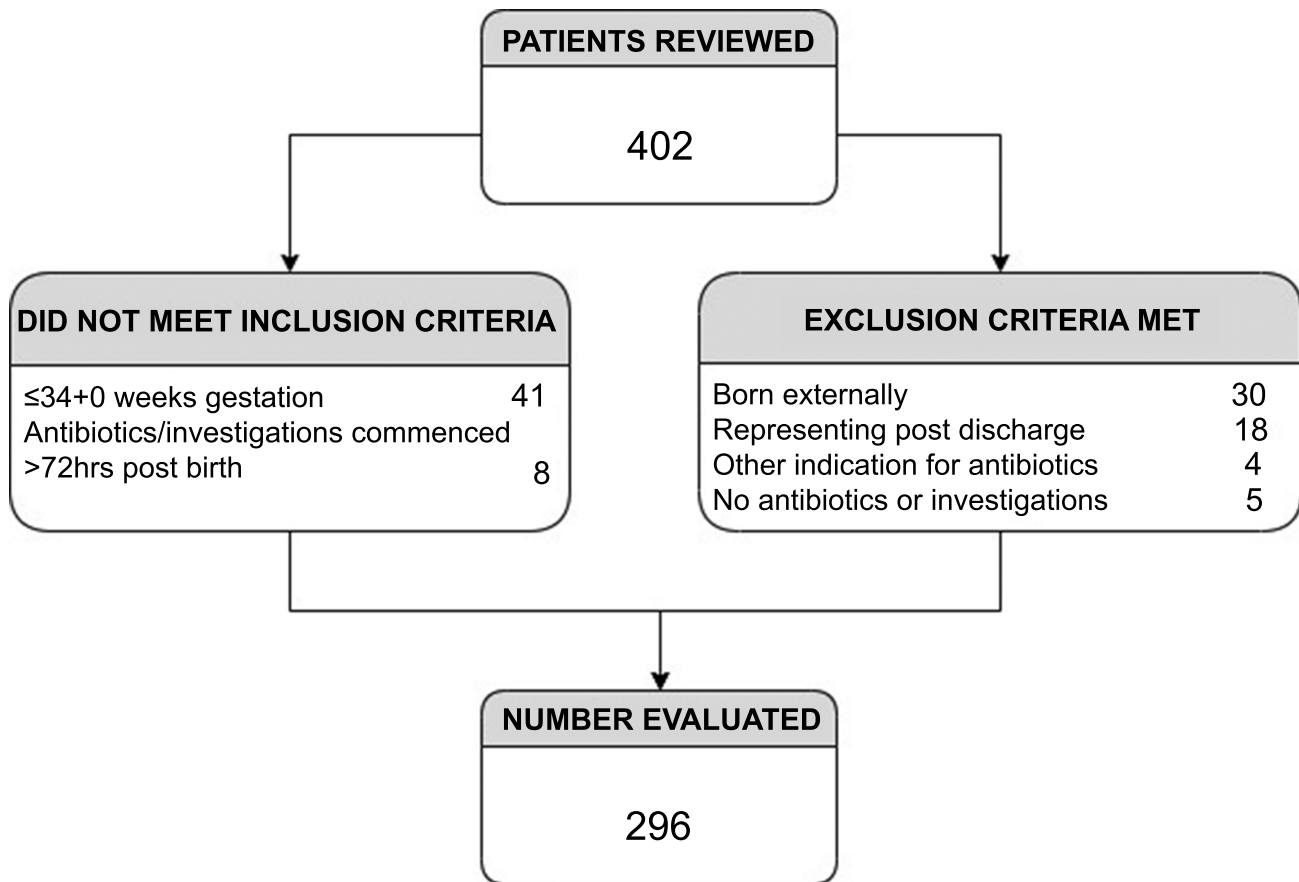 PATIENTS REVIEWED
402
DID NOT MEET INCLUSION CRITERIA
≤34+0 weeks gestation 41
Antibiotics/investigations commenced
>72hrs post birth 8
EXCLUSION CRITERIA MET
Born externally 30
Representing post discharge 18
Other indication for antibiotics 4
No antibiotics or investigations 5
NUMBER EVALUATED
296